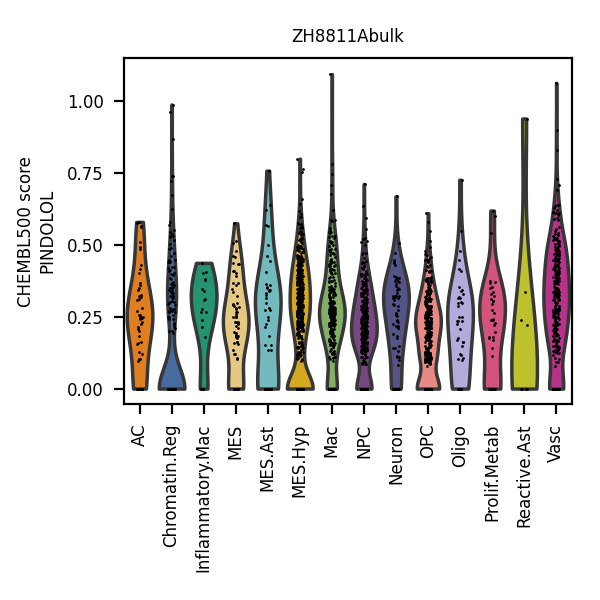 ZH8811Abulk
CHEMBL500 score
PINDOLOL
1.00
0.75
0.50
0.25
0.00
AC
Chromatin.Reg
Inflammatory.Mac
MES
MES.Ast
MES.Hyp
Mac
NPC
Neuron
OPC
Oligo
Prolif.Metab
Reactive.Ast
Vasc